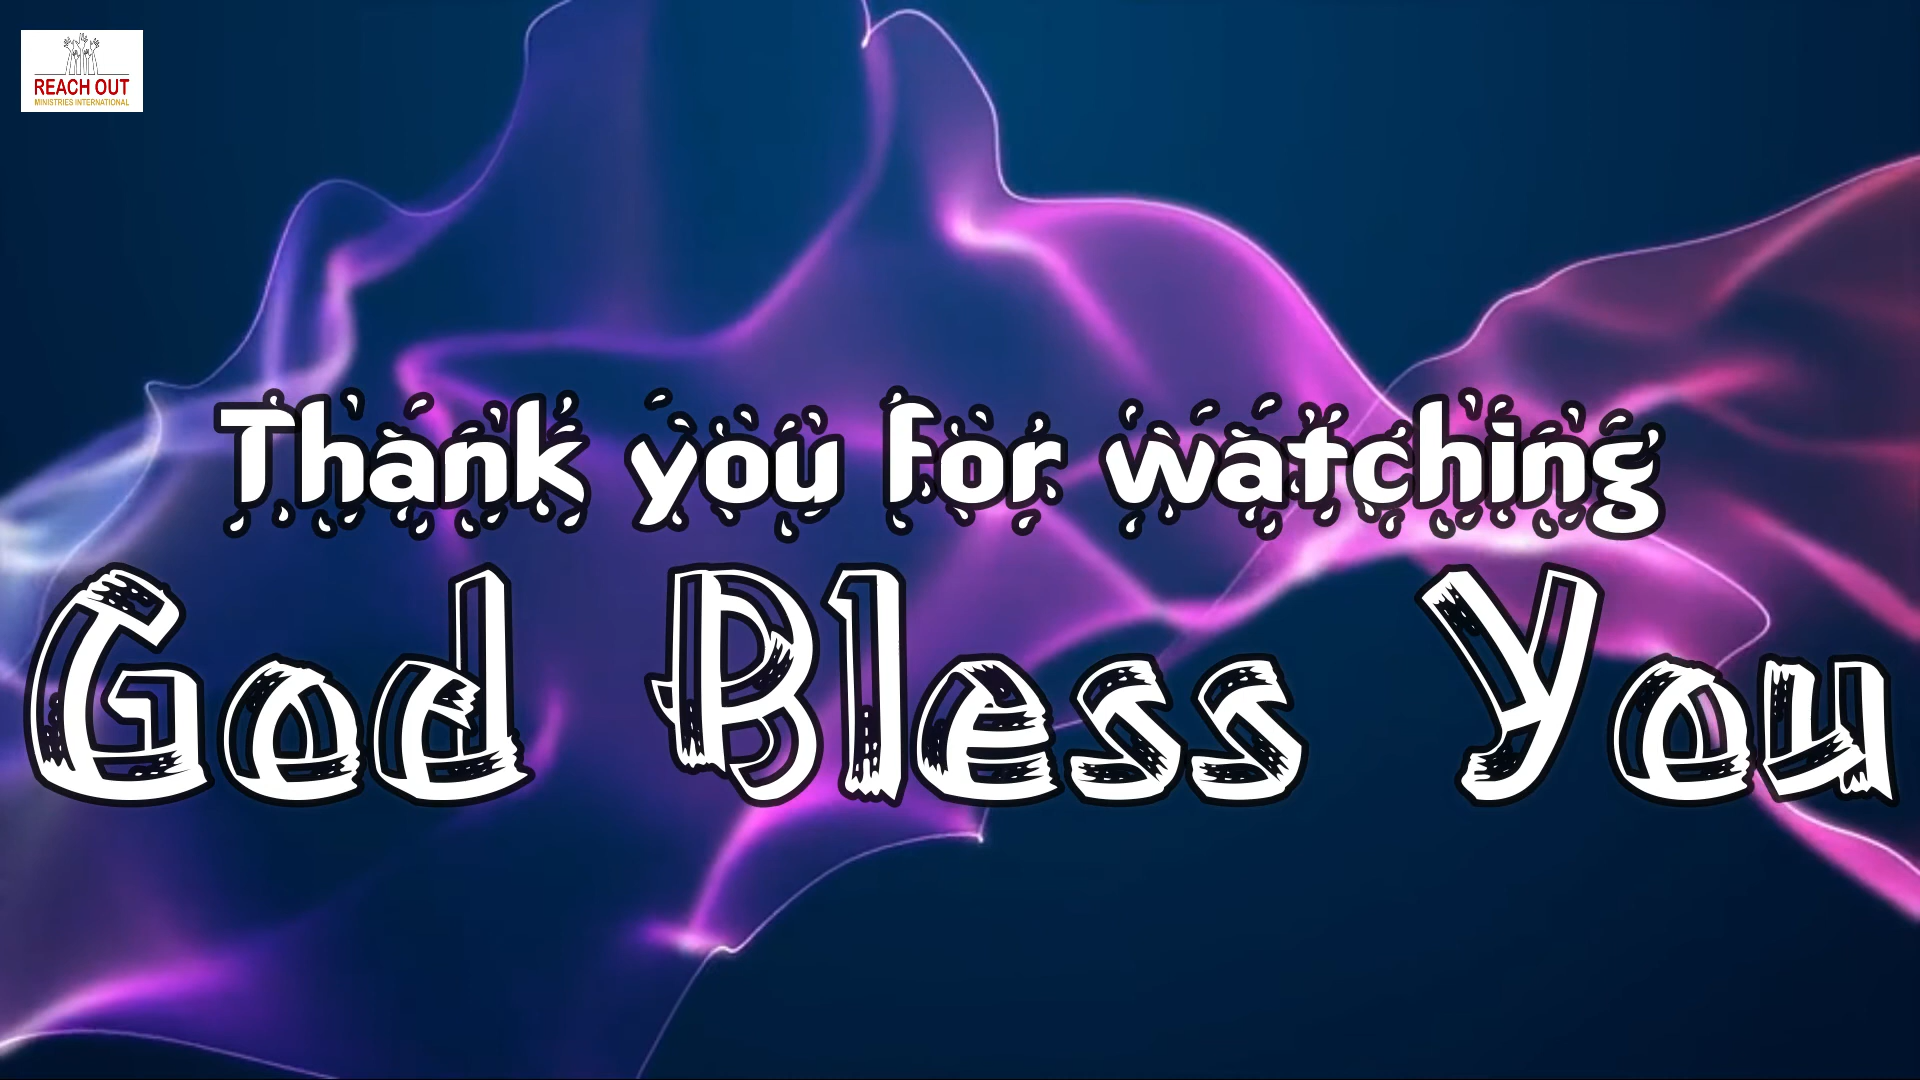 REACH OUT
MINISTRIES INTERNATIONAL
Thank you for watching
God Bless You